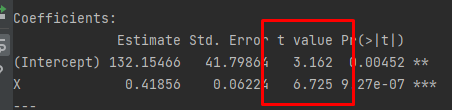 Coefficients:
Estimate Std. Error t value Pr(>|t|)
(Intercept) 132.15466 41.79864 3.162 0.00452 **
X 0.41856 0.06224 6.725 9.27e-07 ***
---